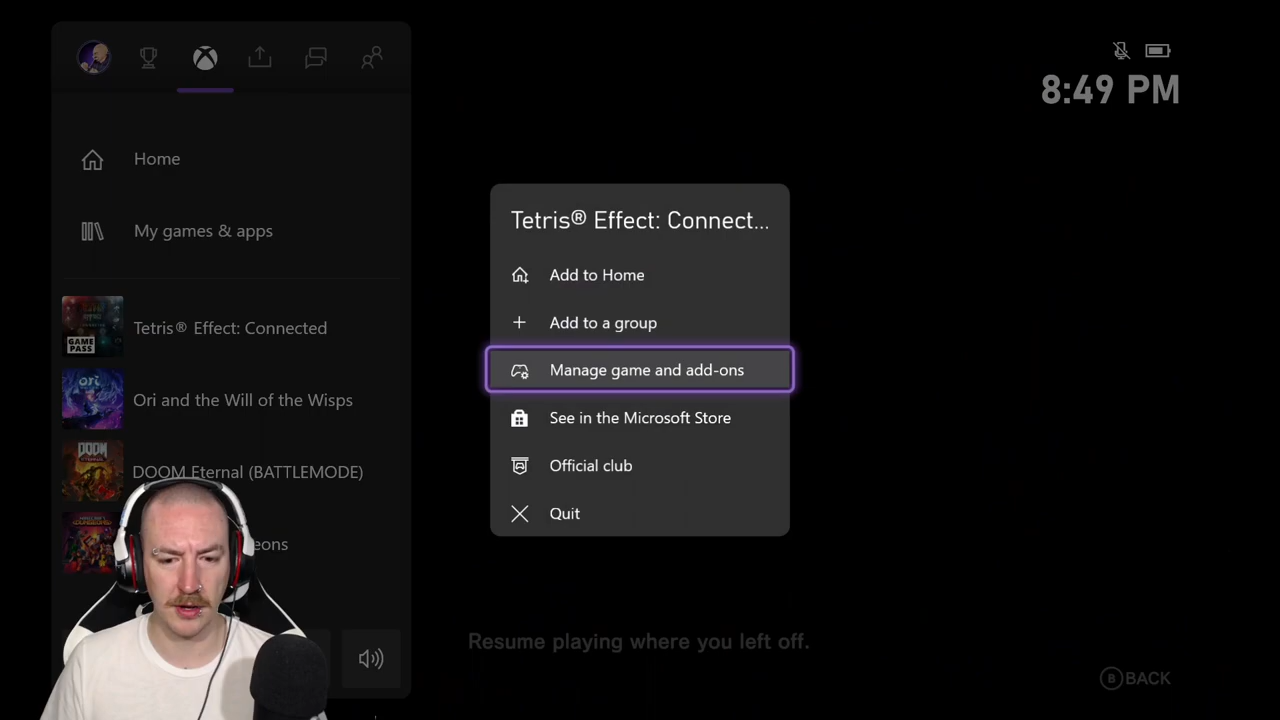 8:49 PM
Home
My games & apps
Tetris® Effect: Connected
GAME
PASS
ori
Ori and the Will of the Wisps
DOOM
DOOM Eternal (BATTLEMODE)
eons
Tetris® Effect: Connect...
Add to Home
Add to a group
Manage game and add-ons
See in the Microsoft Store
Official club
Quit
Resume playing where you left off.
B BACK